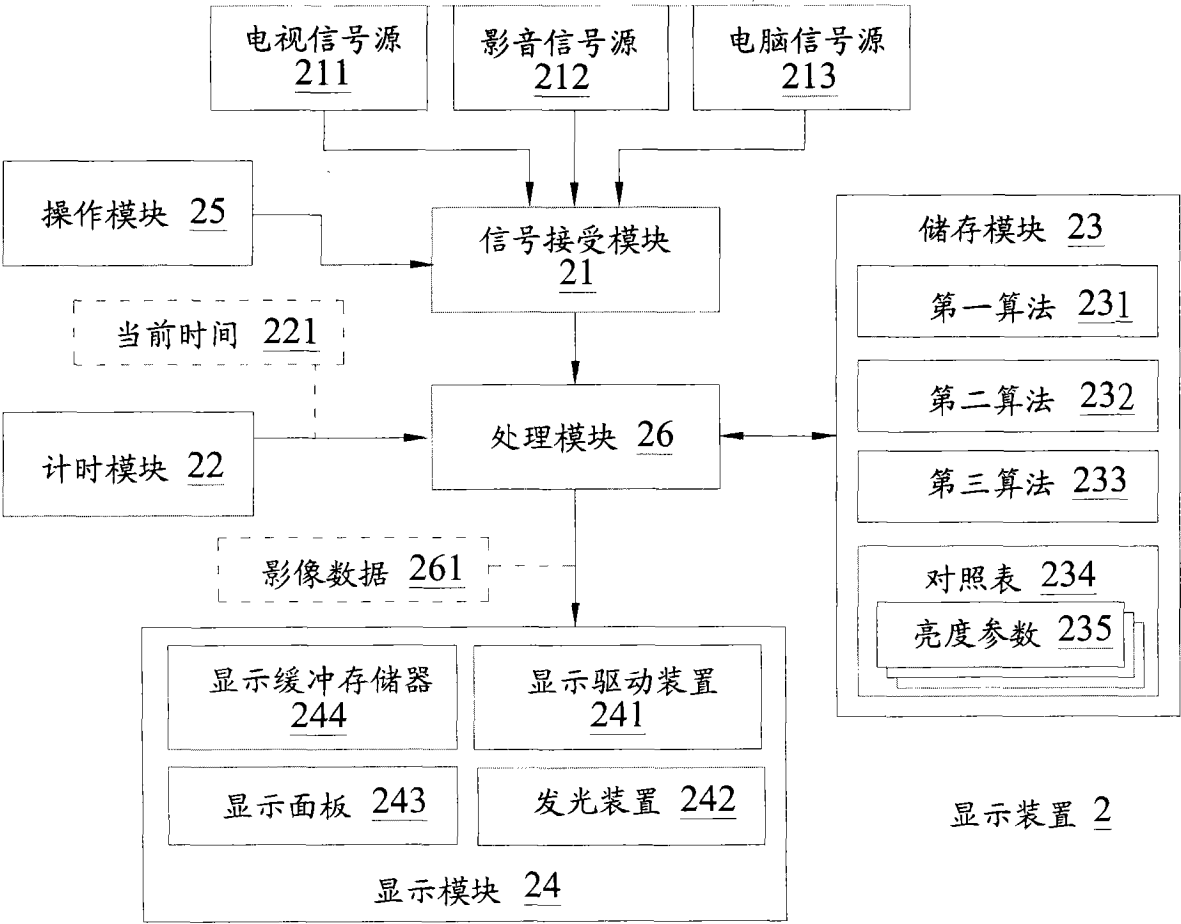 电视信号源
211
影音信号源
212
电脑信号源
213
操作模块 25
信号接受模块
21
储存模块 23
第一算法 231
当前时间 221
第二算法 232
计时模块 22
处理模块 26
第三算法 233
影像数据 261
对照表 234
亮度参数 235
显示缓冲存储器
244
显示驱动装置
241
显示面板 243
发光装置 242
显示装置 2
显示模块 24